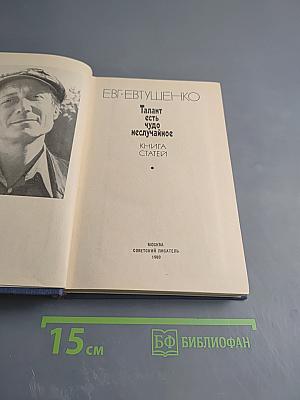 ЕВГ·ЕВТУШЕНКО
Талант
есть
чудо
неслучайное
КНИГА
СТАТЕЙ
МОСКВА
СОВЕТСКИЙ ПИСАТЕЛЬ
1980
15 см
БФ БИБЛИОФАН